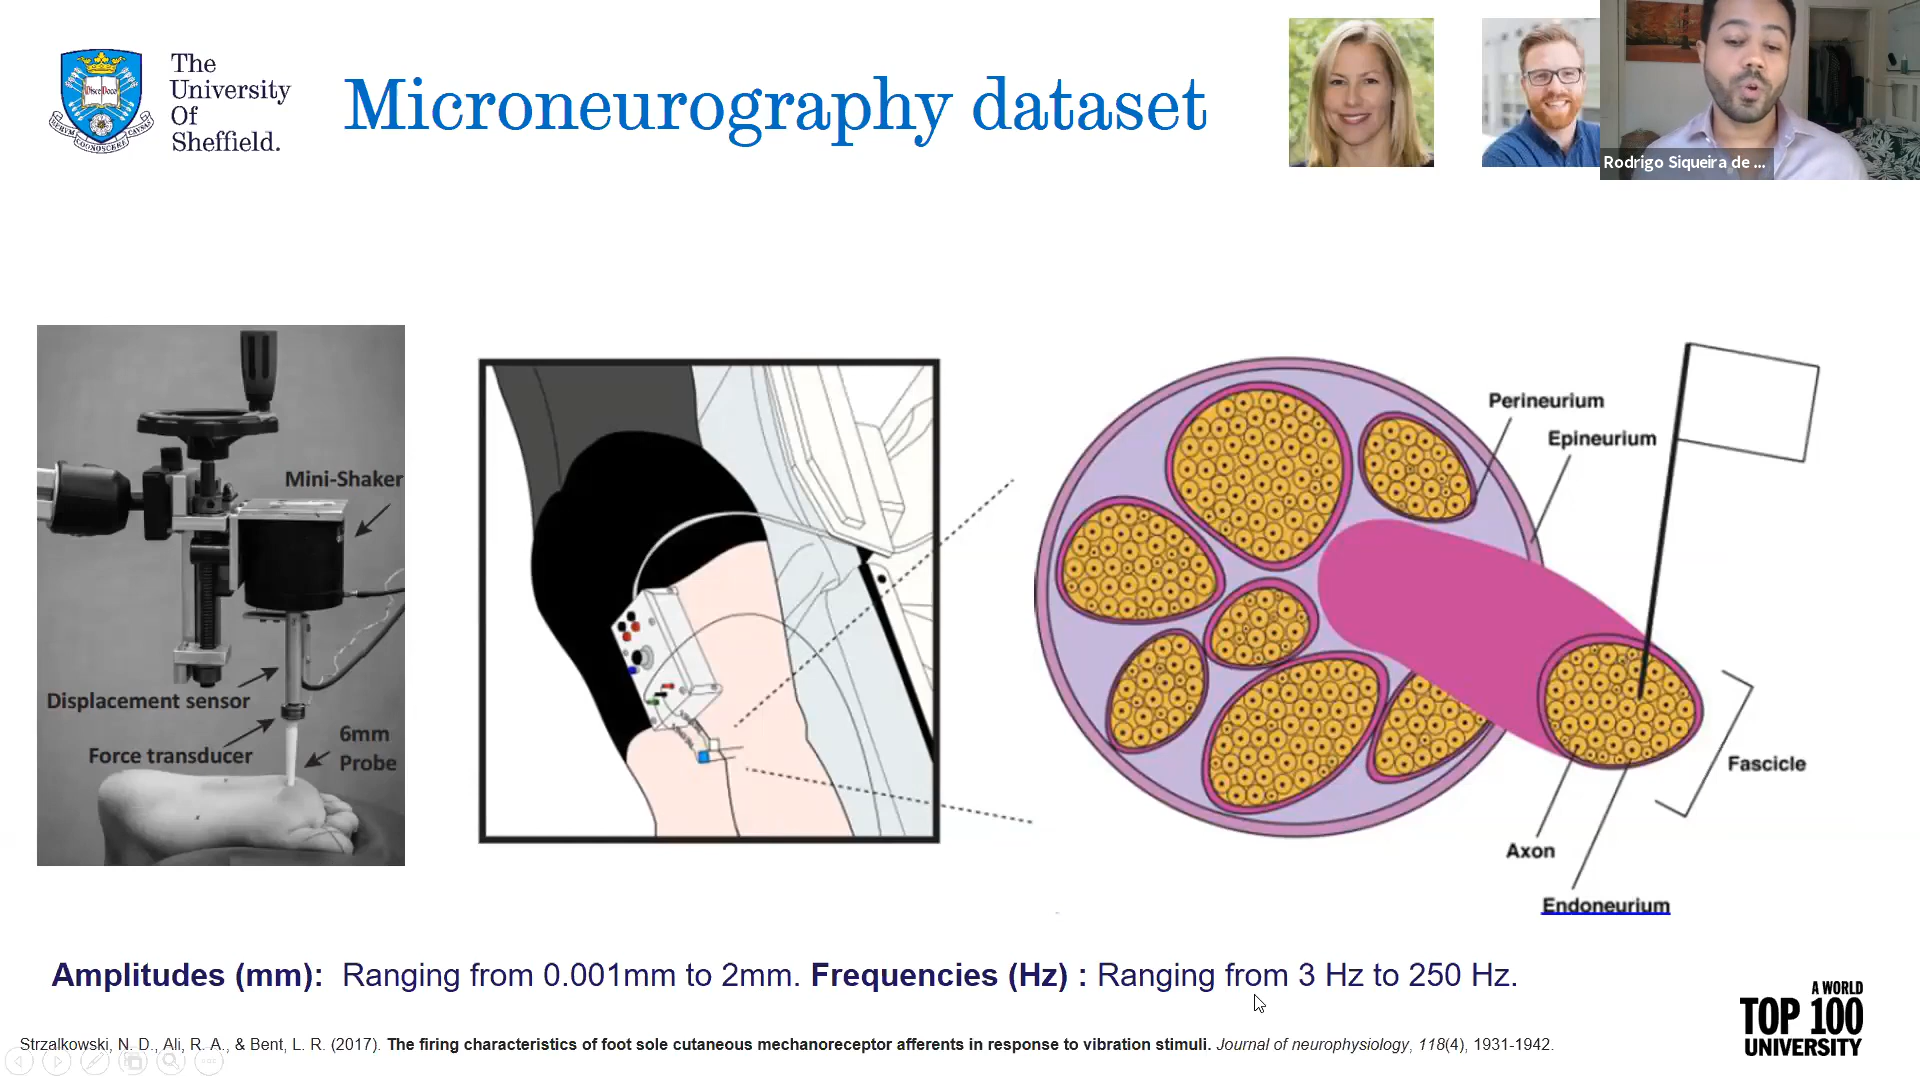 The
University
Of
Sheffield.
Microneurography dataset
Rodrigo Siqueira de ...
Mini-Shaker
Displacement sensor
Force transducer
6mm
Probe
Perineurium
Epineurium
Fascicle
Axon
Endoneurium
Amplitudes (mm): Ranging from 0.001mm to 2mm. Frequencies (Hz) : Ranging from 3 Hz to 250 Hz.
A WORLD
TOP 100
UNIVERSITY
Strzalkowski, N. D., Ali, R. A., & Bent, L. R. (2017). The firing characteristics of foot sole cutaneous mechanoreceptor afferents in response to vibration stimuli. Journal of neurophysiology, 118(4), 1931-1942.